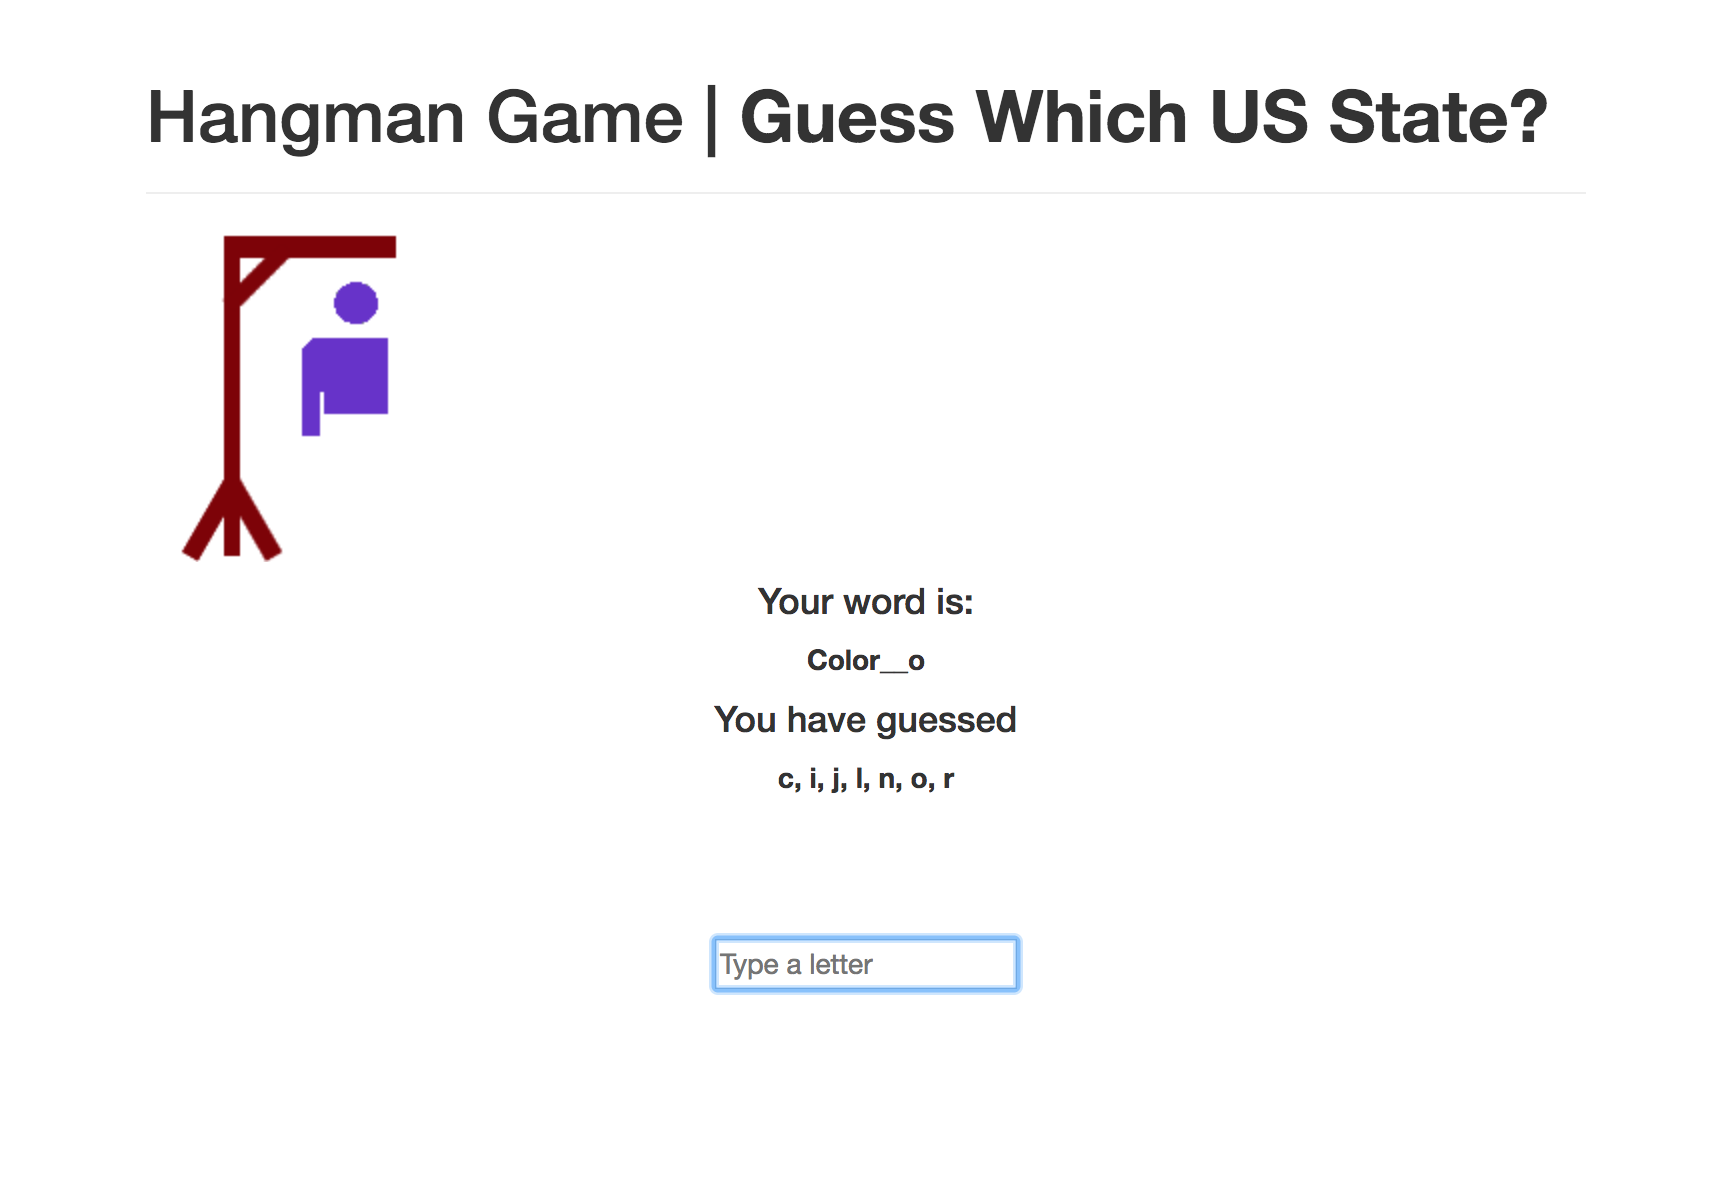 Hangman Game | Guess Which US State?
Your word is:
Color__o
You have guessed
c, i, j, l, n, o, r
Type a letter